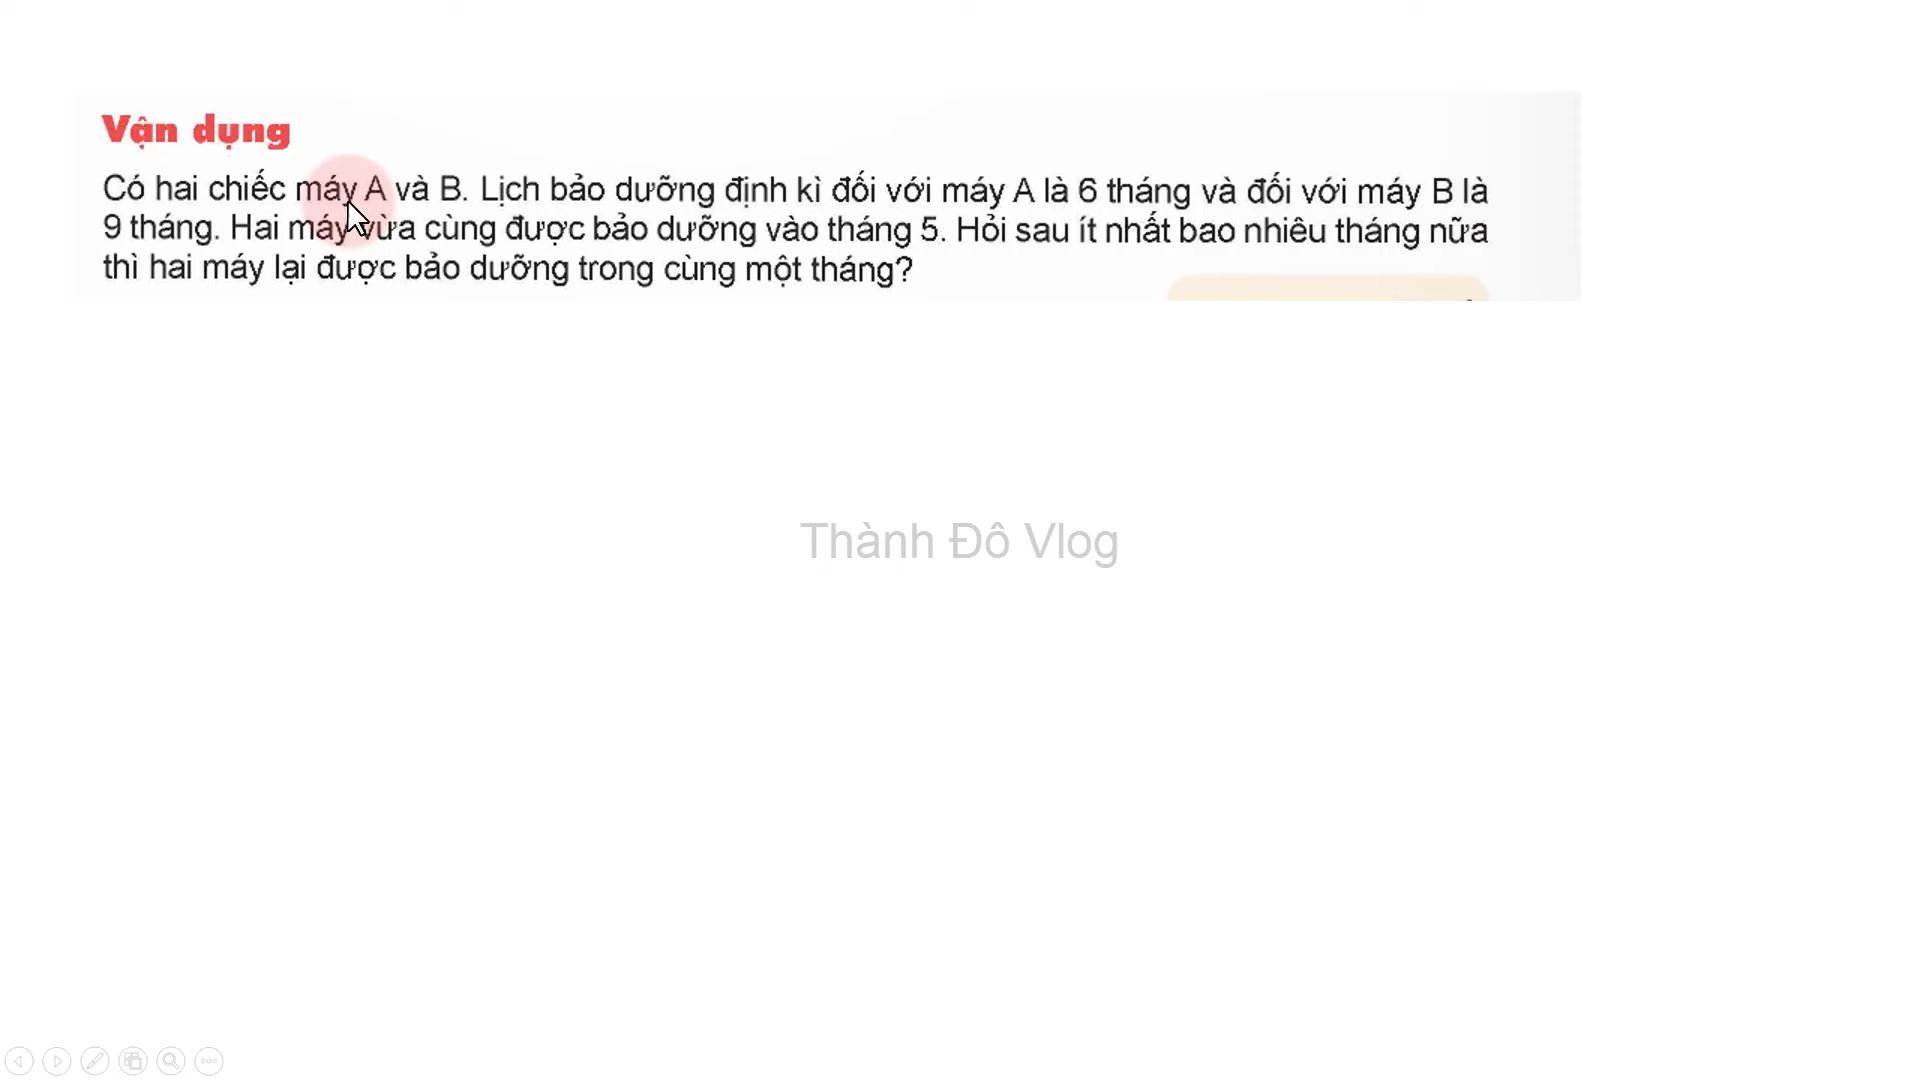 Vận dụng
Có hai chiếc máy A và B. Lịch bảo dưỡng định kì đối với máy A là 6 tháng và đối với máy B là
9 tháng. Hai máy vừa cùng được bảo dưỡng vào tháng 5. Hỏi sau ít nhất bao nhiêu tháng nữa
thì hai máy lại được bảo dưỡng trong cùng một tháng?
Thành Đô Vlog